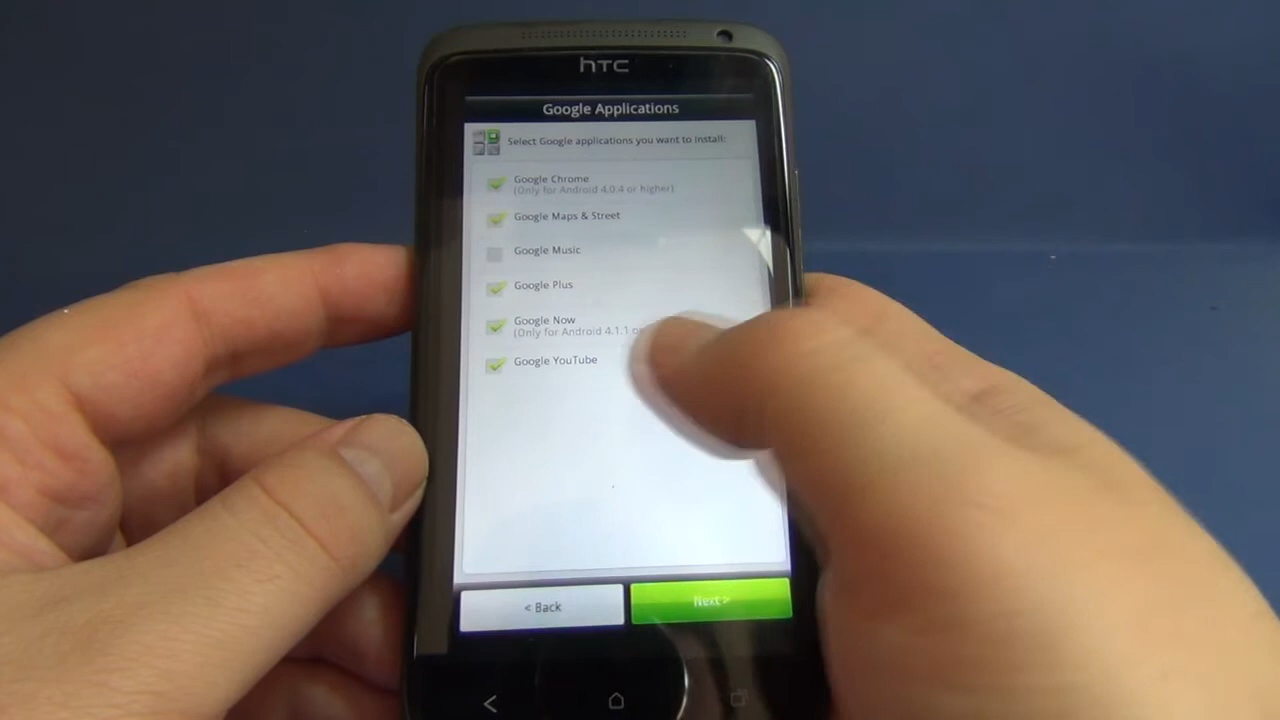 hTC
Google Applications
Select Google applications you want to install:
Google Chrome
(Only for Android 4.0.4 or higher)
Google Maps & Street
Google Music
Google Plus
Google Now
(Only for Android 4.1.1 or
Google YouTube
< Back
Next >